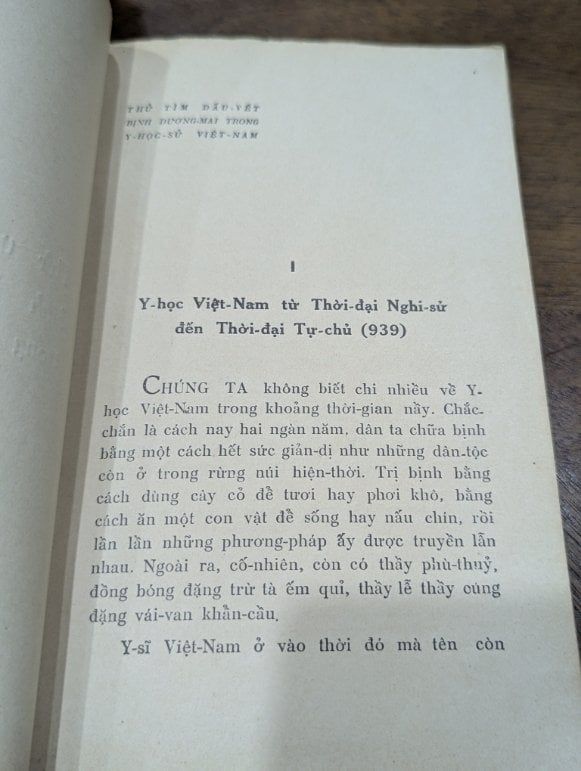 THỬ TÌM DẤU-VẾT
BỊNH DƯƠNG-MAI TRONG
Y-HỌC-SỬ VIỆT-NAM
I
Y-học Việt-Nam từ Thời-đại Nghi-sử
đến Thời-đại Tự-chủ (939)
CHÚNG TA không biết chi nhiều về Y-
học Việt-Nam trong khoảng thời-gian nầy. Chắc-
chắn là cách nay hai ngàn năm, dân ta chữa bịnh
bằng một cách hết sức giản-dị như những dân-tộc
còn ở trong rừng núi hiện-thời. Trị bịnh bằng
cách dùng cây cỏ để tươi hay phơi khô, bằng
cách ăn một con vật để sống hay nấu chín, rồi
lần lần những phương-pháp ấy được truyền lẫn
nhau. Ngoài ra, cố-nhiên, còn có thầy phù-thuỷ,
đồng bóng đặng trừ tà ếm quỉ, thầy lễ thầy cúng
đặng vái-van khẩn-cầu.
Y-sĩ Việt-Nam ở vào thời đó mà tên còn